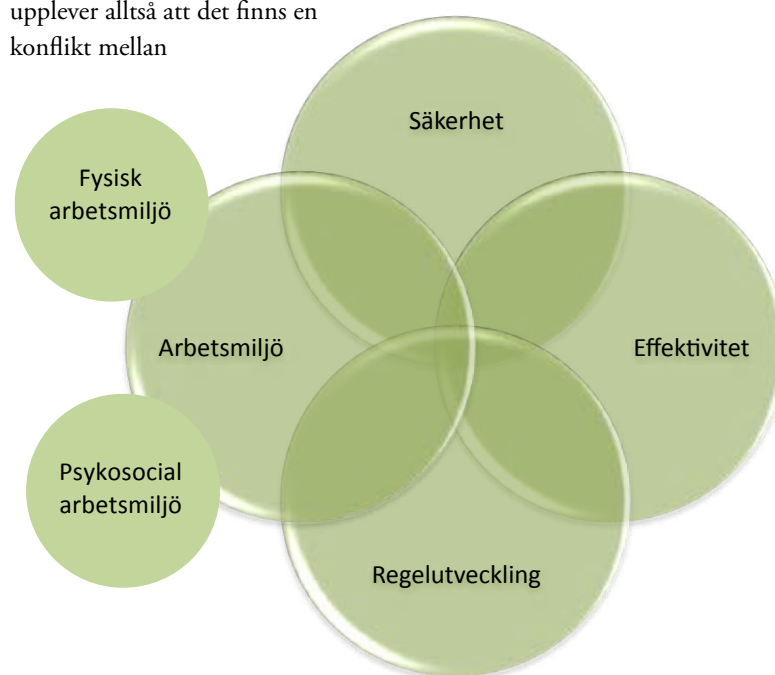 upplever alltså att det finns en
konflikt mellan
Säkerhet
Fysisk
arbetsmiljö
Arbetsmiljö
Effektivitet
Psykosocial
arbetsmiljö
Regelutveckling